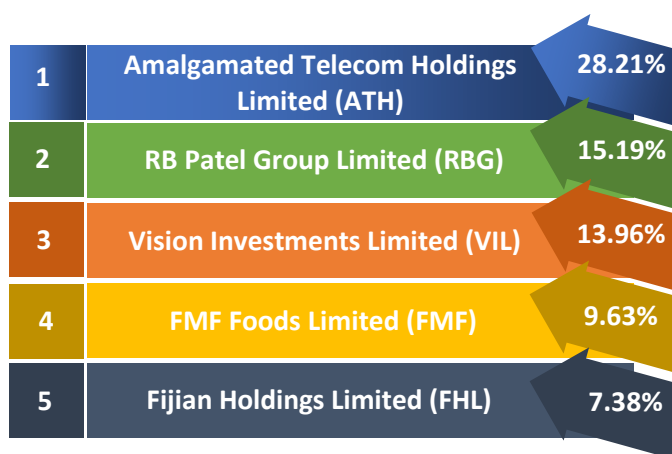 1
Amalgamated Telecom Holdings
Limited (ATH)
28.21%
2
RB Patel Group Limited (RBG)
15.19%
3
Vision Investments Limited (VIL)
13.96%
4
FMF Foods Limited (FMF)
9.63%
5
Fijian Holdings Limited (FHL)
7.38%